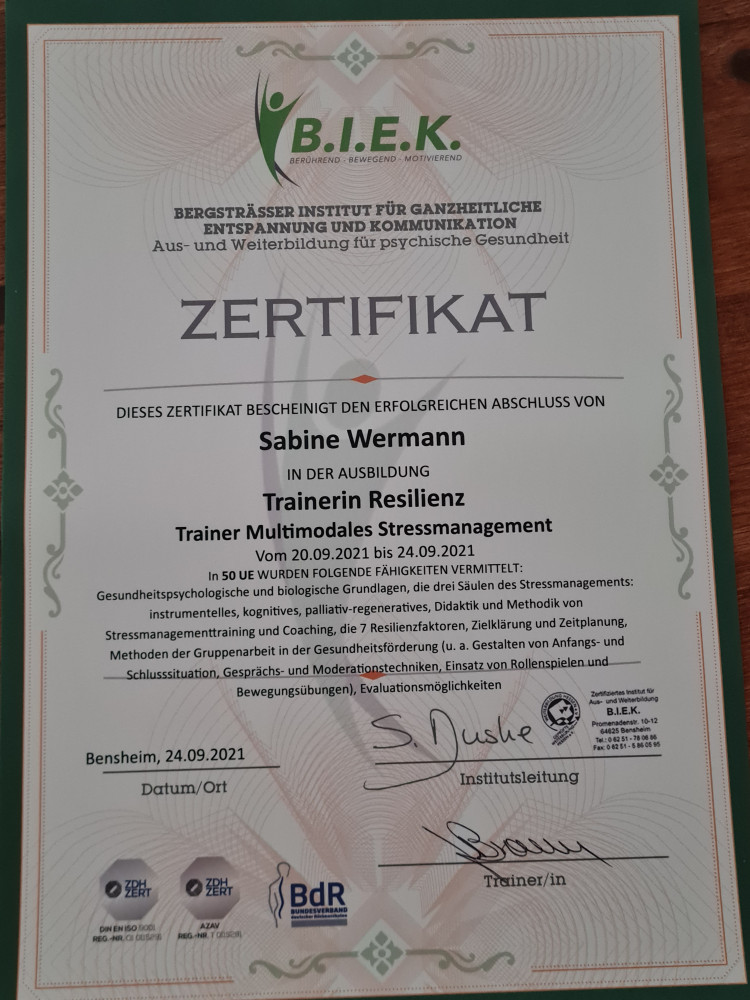 B.I.E.K.
BERÜHREND - BEWEGEND - MOTIVIEREND
BERGSTRÄSSER INSTITUT FÜR GANZHEITLICHE
ENTSPANNUNG UND KOMMUNIKATION
Aus- und Weiterbildung für psychische Gesundheit
ZERTIFIKAT
DIESES ZERTIFIKAT BESCHEINIGT DEN ERFOLGREICHEN ABSCHLUSS VON
Sabine Wermann
IN DER AUSBILDUNG
Trainerin Resilienz
Trainer Multimodales Stressmanagement
Vom 20.09.2021 bis 24.09.2021
In 50 UE WURDEN FOLGENDE FÄHIGKEITEN VERMITTELT:
Gesundheitspsychologische und biologische Grundlagen, die drei Säulen des Stressmanagements:
instrumentelles, kognitives, palliativ-regeneratives, Didaktik und Methodik von
Stressmanagementtraining und Coaching, die 7 Resilienzfaktoren, Zielklärung und Zeitplanung,
Methoden der Gruppenarbeit in der Gesundheitsförderung (u. a. Gestalten von Anfangs- und
Schlusssituation, Gesprächs- und Moderationstechniken, Einsatz von Rollenspielen und
Bewegungsübungen), Evaluationsmöglichkeiten
Zertifiziertes Institut für
Aus- und Weiterbildung
B.I.E.K.
Promenadenstr. 10-12
64625 Bensheim
S. Duske
Bensheim, 24.09.2021
Institutsleitung
Datum/Ort
Trainer/in
ZDH
ZERT
ZDH
ZERT
BdR
BUNDESVERBAND
DIN EN ISO 9001
AZAV